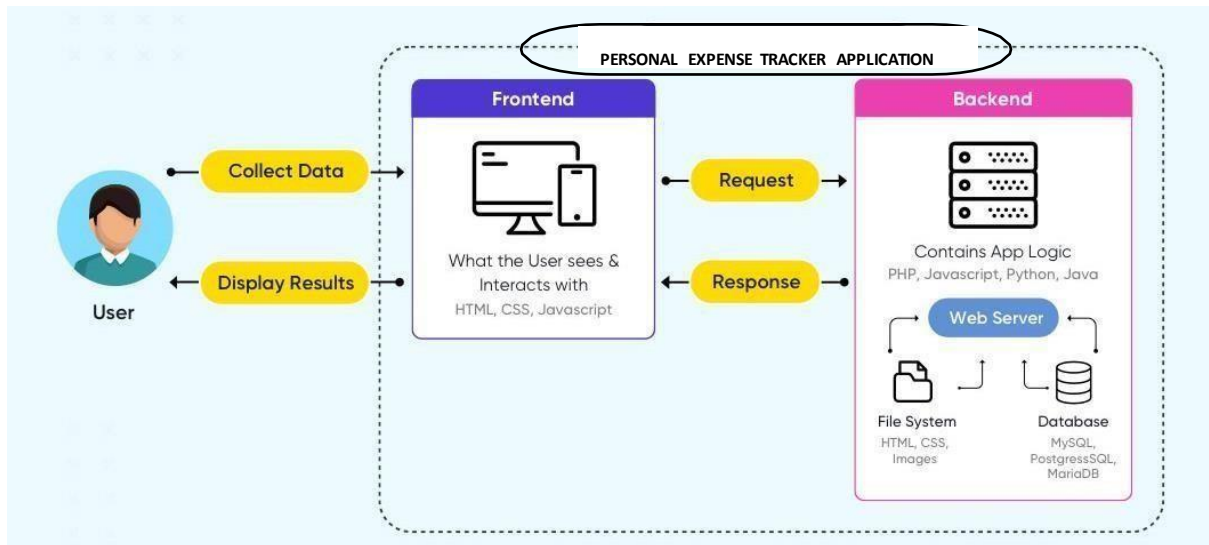 PERSONAL EXPENSE TRACKER APPLICATION
Frontend
Backend
Collect Data
Request
What the User sees &
Interacts with
HTML, CSS, Javascript
Contains App Logic
PHP, Javascript, Python, Java
Display Results
Response
User
Web Server
File System
HTML, CSS,
Images
Database
MySQL,
PostgressSQL,
MariaDB